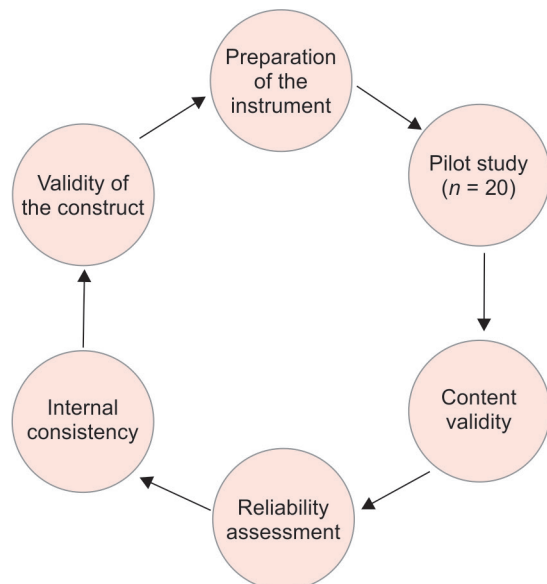 Preparation
of the
instrument
Pilot study
(n = 20)
Content
validity
Reliability
assessment
Internal
consistency
Validity of
the construct